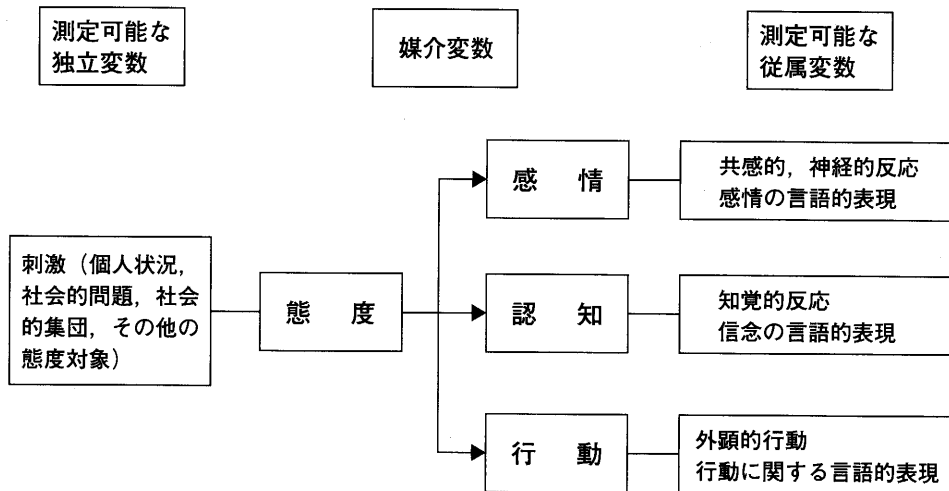 測定可能な
独立変数
媒介変数
測定可能な
従属変数
刺激（個人状況，
社会的問題，社会
的集団，その他の
態度対象）
態　度
感　情
共感的，神経的反応
感情の言語的表現
認　知
知覚的反応
信念の言語的表現
行　動
外顕的行動
行動に関する言語的表現